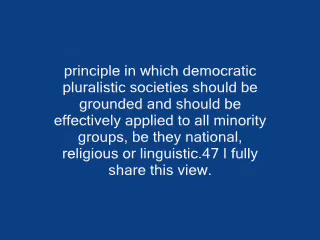 principle in which democratic
pluralistic societies should be
grounded and should be
effectively applied to all minority
groups, be they national,
religious or linguistic.47 I fully
share this view.